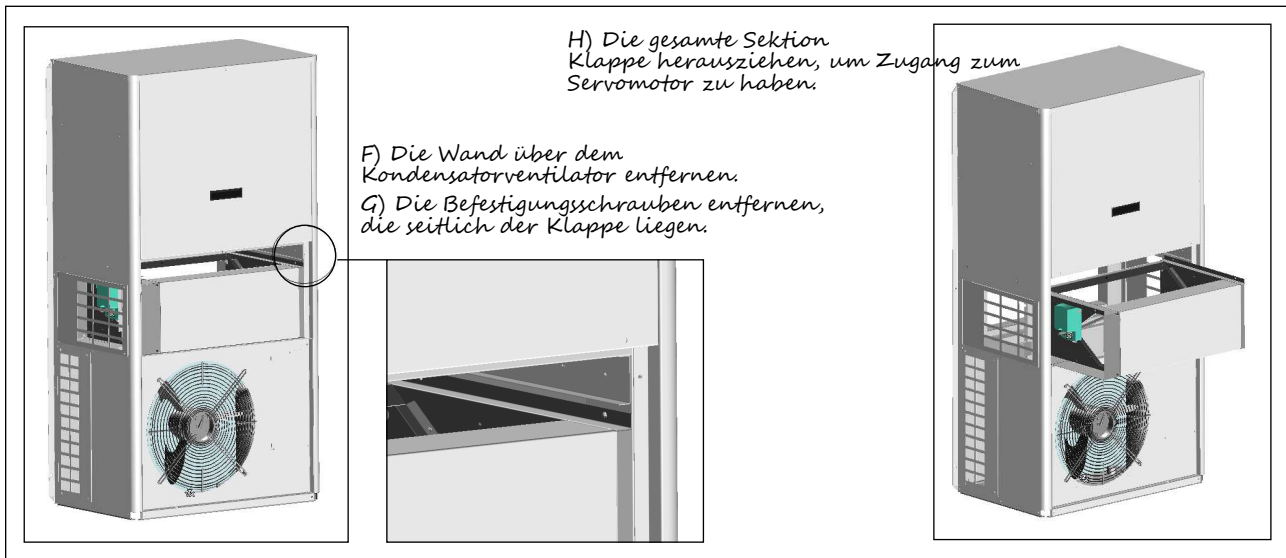 F) Die Wand über dem
Kondensatorventilator entfernen.
G) Die Befestigungsschrauben entfernen,
die seitlich der Klappe liegen.
H) Die gesamte Sektion
Klappe herausziehen, um Zugang zum
Servomotor zu haben.